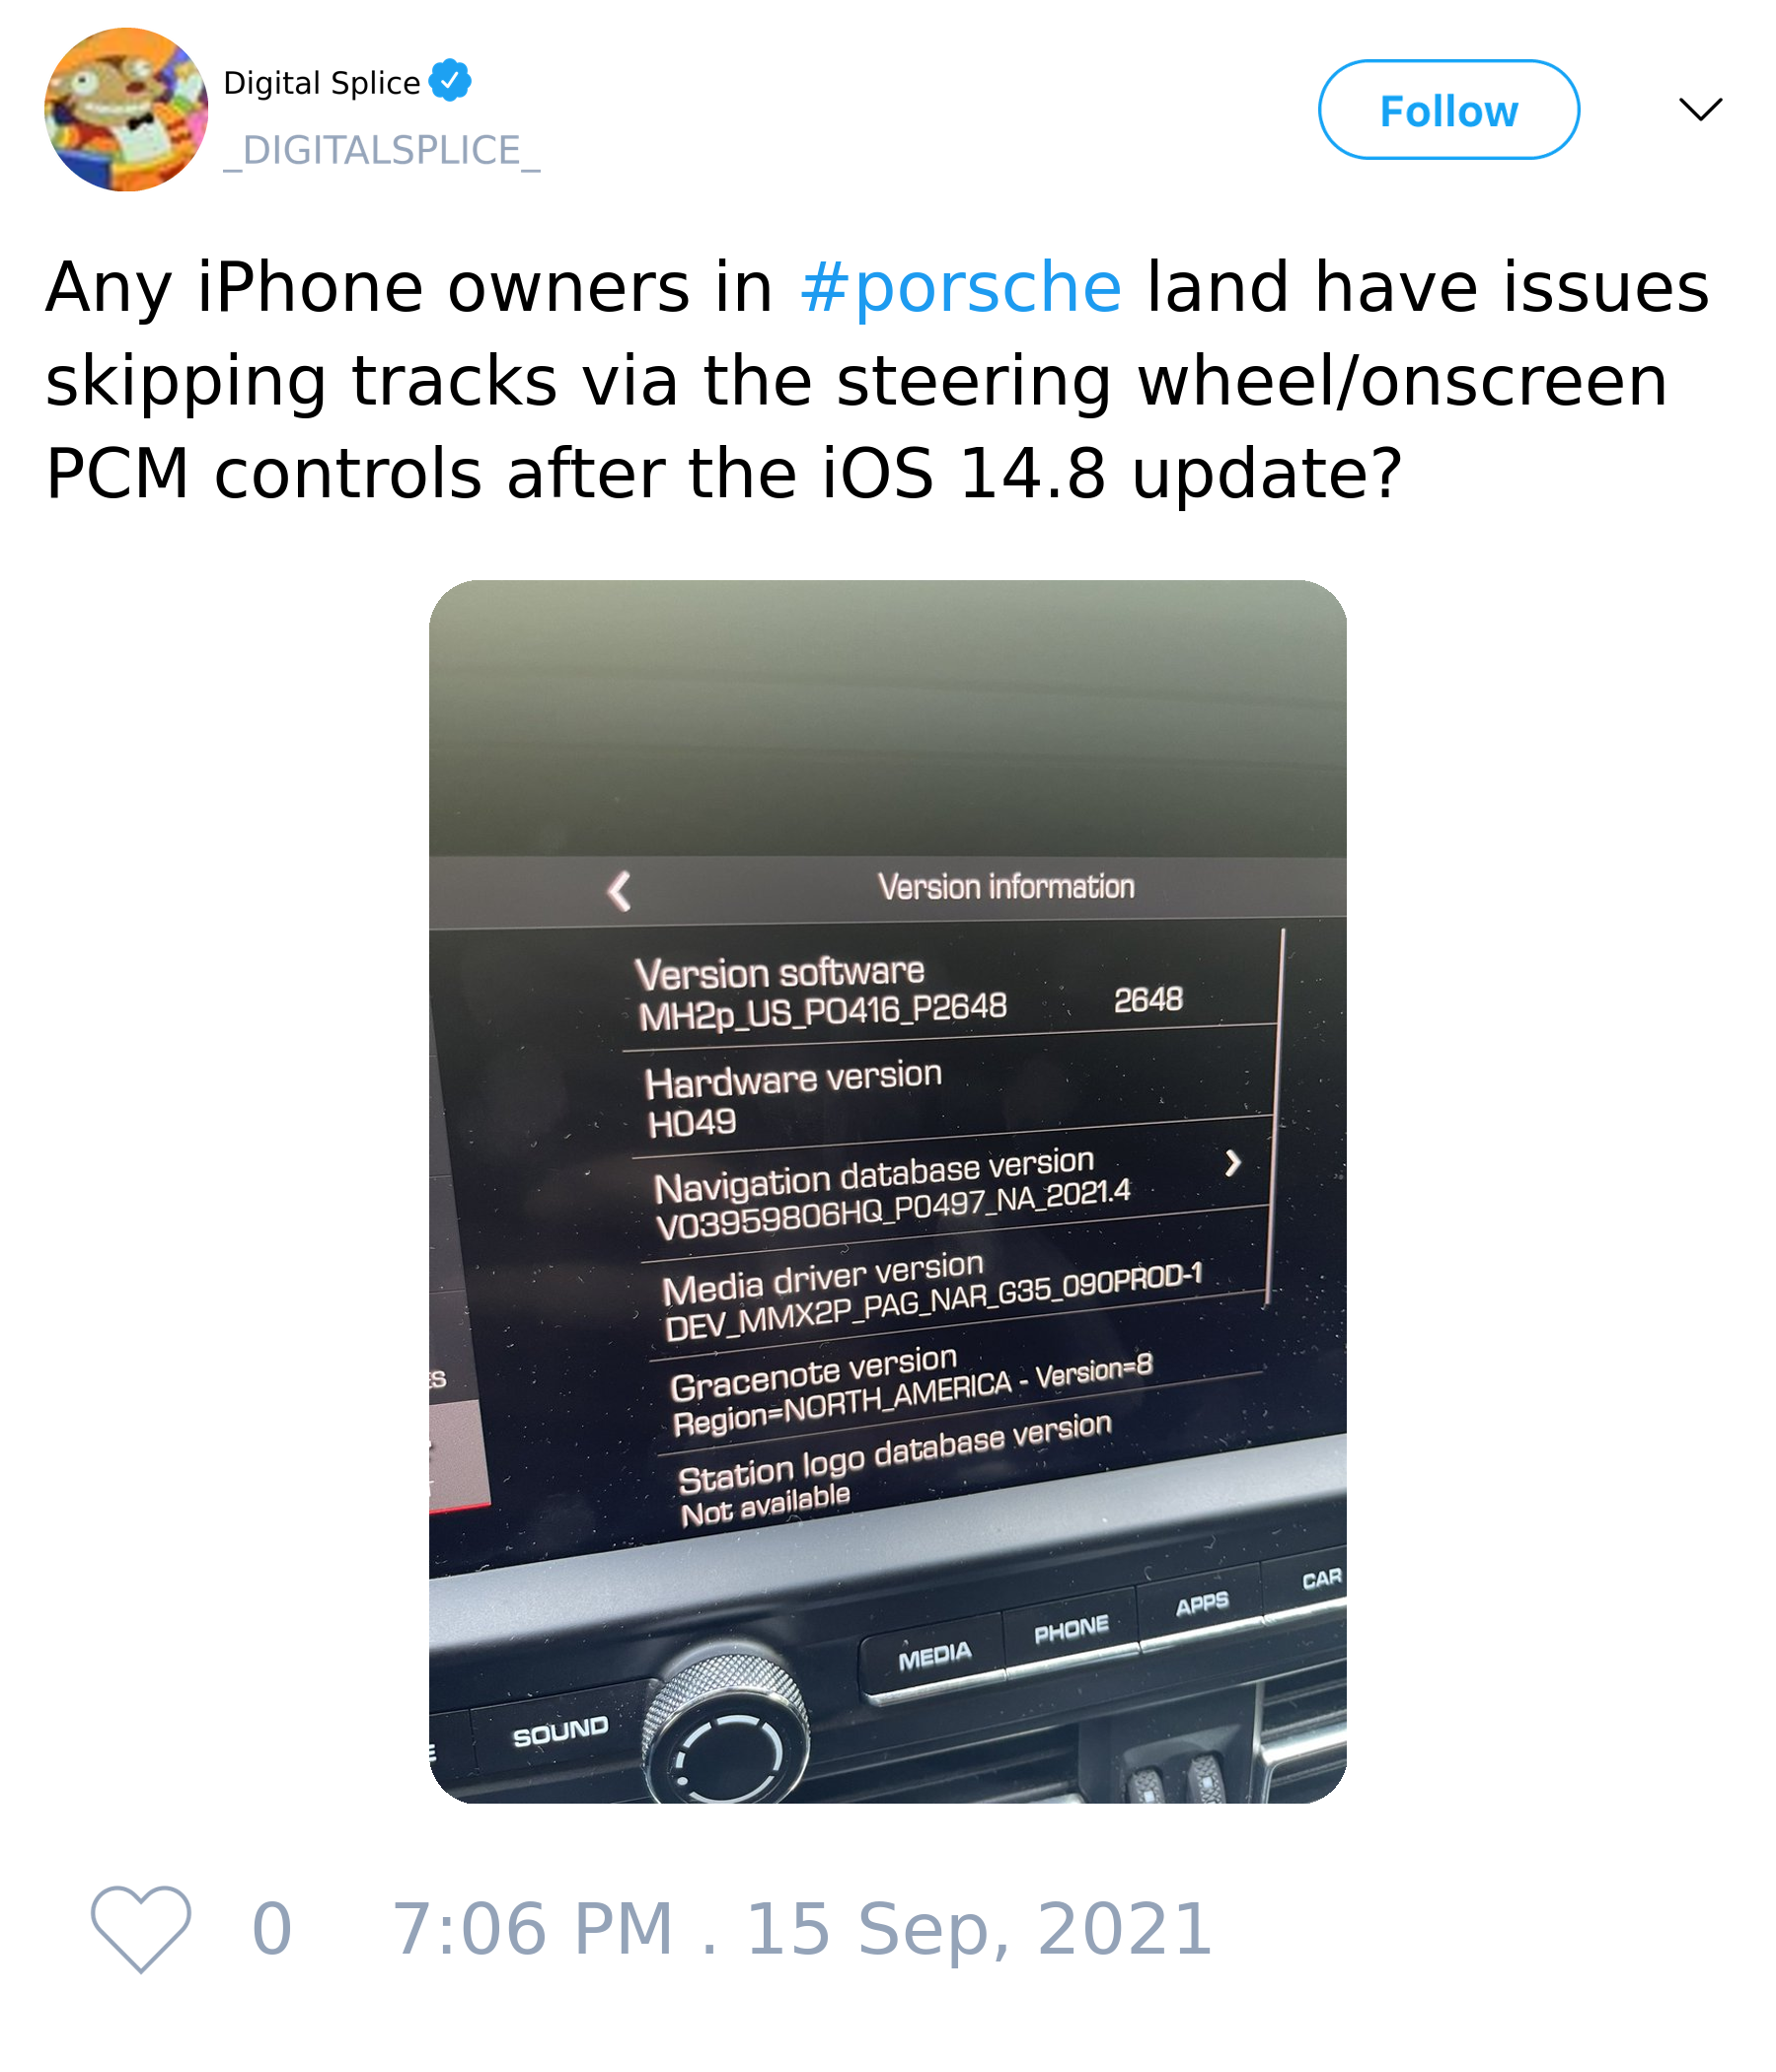 Digital Splice
_DIGITALSPLICE_
Follow
Any iPhone owners in #porsche land have issues
skipping tracks via the steering wheel/onscreen
PCM controls after the iOS 14.8 update?
Version information
Version software
MH2p_US_PO416_P2648 2648
Hardware version
H049
Navigation database version
V03959806HQ_P0497_NA_2021.4
Media driver version
DEV_MMX2P_PAG_NAR_G35_090PROD-1
Gracenote version
Region=NORTH_AMERICA - Version=8
Station logo database version
Not available
MEDIA
PHONE
APPS
CAR
SOUND
0 7:06 PM . 15 Sep, 2021